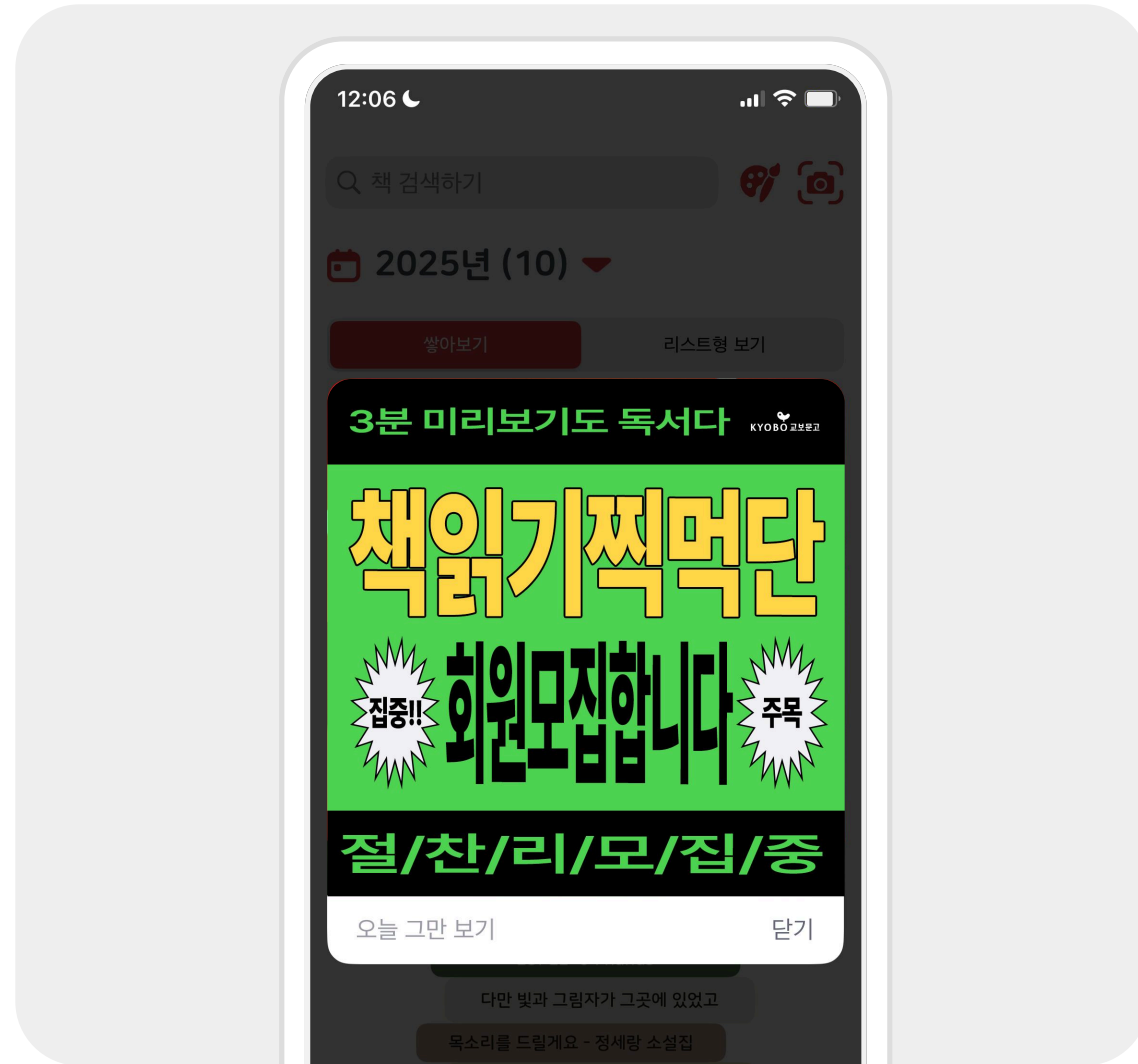 12:06
책 검색하기
2025년 (10)
쌓아보기
리스트형 보기
3분 미리보기도 독서다
KYOBO 교보문고
책읽기찍먹단
집중!!
회원모집합니다
주목
절/찬/리/모/집/중
오늘 그만 보기
닫기
다만 빛과 그림자가 그곳에 있었고
목소리를 드릴게요 - 정세랑 소설집